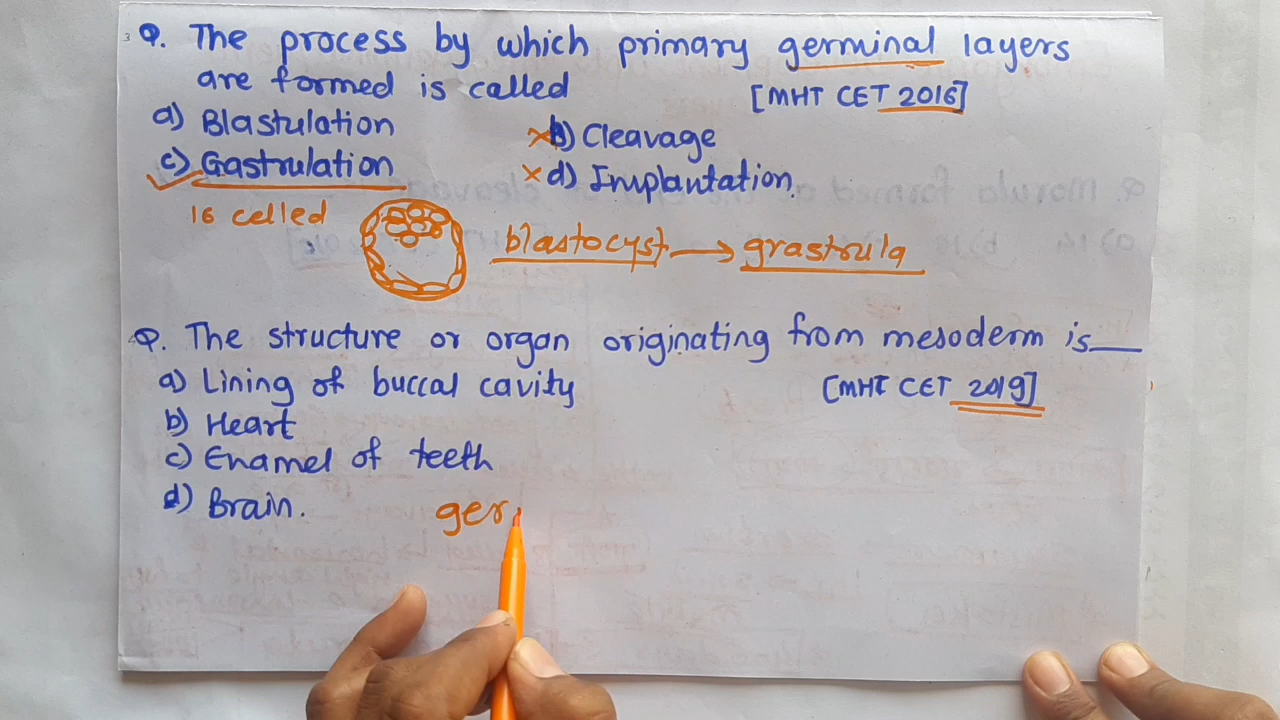 Q. The process by which primary germinal layers
are formed is called [MHT CET 2016]
a) Blastulation b) Cleavage
c) Gastrulation d) Implantation.
16 celled blastocyst → grastrula
Q. The structure or organ originating from mesoderm is__
a) Lining of buccal cavity [MHT CET 2019]
b) Heart
c) Enamel of teeth
d) Brain. ger